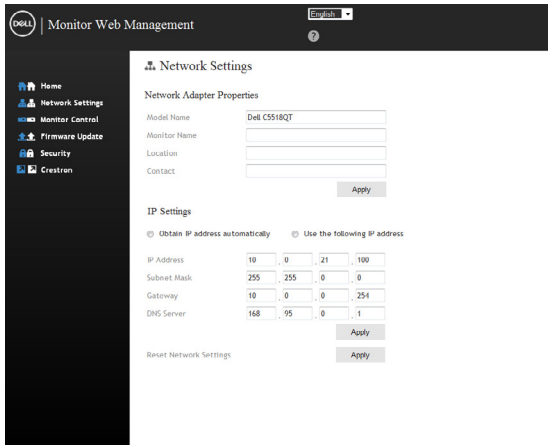 DELL
Monitor Web Management
English
?
Home
Network Settings
Monitor Control
Firmware Update
Security
Crestron
Network Settings
Network Adapter Properties
Model Name Dell C5518QT
Monitor Name
Location
Contact
Apply
IP Settings
Obtain IP address automatically Use the following IP address
IP Address 10 . 0 . 21 . 100
Subnet Mask 255 . 255 . 0 . 0
Gateway 10 . 0 . 0 . 254
DNS Server 168 . 95 . 0 . 1
Apply
Reset Network Settings Apply